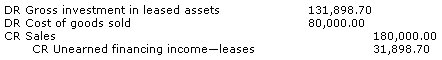 DR Gross investment in leased assets 131,898.70
DR Cost of goods sold 80,000.00
CR Sales 180,000.00
CR Unearned financing income—leases 31,898.70